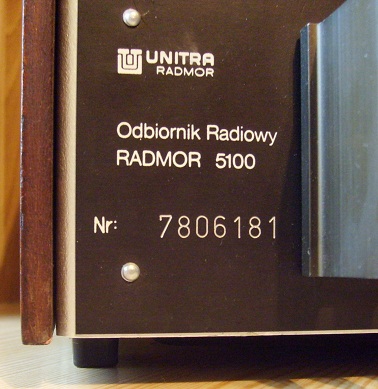 UNITRA
RADMOR
Odbiornik Radiowy
RADMOR 5100
Nr: 7806181